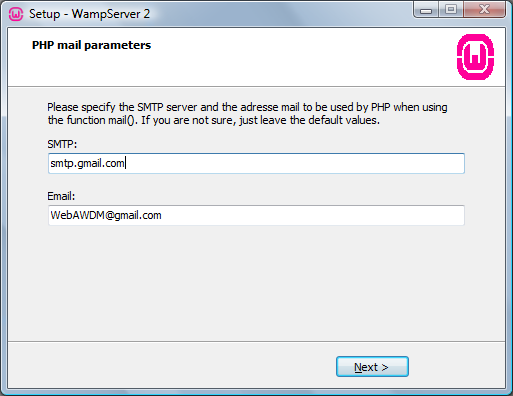 Setup - WampServer 2
PHP mail parameters
Please specify the SMTP server and the adresse mail to be used by PHP when using
the function mail(). If you are not sure, just leave the default values.
SMTP:
smtp.gmail.com
Email:
WebAWDM@gmail.com
Next >